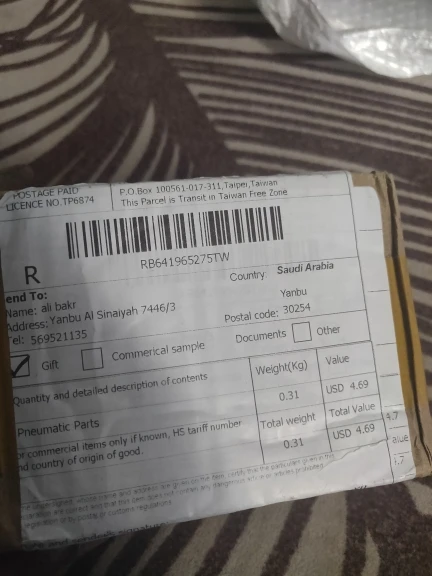 POSTAGE PAID
LICENCE NO.TP6874
P.O.Box 100561-017-311,Taipei,Taiwan
This Parcel is Transit in Taiwan Free Zone
RB641965275TW
R
Country: Saudi Arabia
end To:
Name: ali bakr
Yanbu
Address: Yanbu Al Sinaiyah 7446/3
Postal code: 30254
Tel: 569521135
Gift
Commerical sample
Documents
Other
Quantity and detailed description of contents
Weight(Kg)
Value
Pneumatic Parts
0.31
USD 4.69
or commercial items only if known, HS tariff number
nd country of origin of good.
Total weight
Total Value
0.31
USD 4.69
4.7
alue